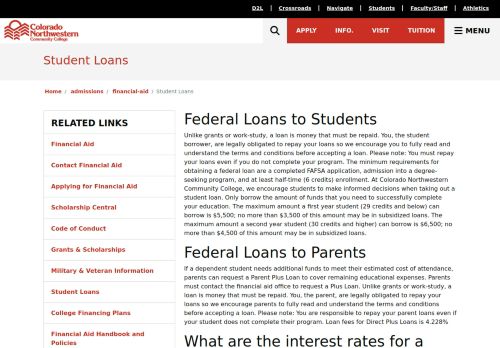 D2L | Crossroads | Navigate | Students | Faculty/Staff | Athletics
Colorado
Northwestern
Community College
APPLY INFO. VISIT TUITION MENU
Student Loans
Home / admissions / financial-aid / Student Loans
RELATED LINKS
Financial Aid
Contact Financial Aid
Applying for Financial Aid
Scholarship Central
Code of Conduct
Grants & Scholarships
Military & Veteran Information
Student Loans
College Financing Plans
Financial Aid Handbook and
Policies
Federal Loans to Students
Unlike grants or work-study, a loan is money that must be repaid. You, the student
borrower, are legally obligated to repay your loans so we encourage you to fully read and
understand the terms and conditions before accepting a loan. Please note: You must repay
your loans even if you do not complete your program. The minimum requirements for
obtaining a federal loan are a completed FAFSA application, admission into a degree-
seeking program, and at least half-time (6 credits) enrollment. At Colorado Northwestern
Community College, we encourage students to make informed decisions when taking out a
student loan. Only borrow the amount of funds that you need to successfully complete
your education. The maximum amount a first year student (29 credits and below) can
borrow is $5,500; no more than $3,500 of this amount may be in subsidized loans. The
maximum amount a second year student (30 credits and higher) can borrow is $6,500; no
more than $4,500 of this amount may be in subsidized loans.
Federal Loans to Parents
If a dependent student needs additional funds to meet their estimated cost of attendance,
parents can request a Parent Plus Loan to cover remaining educational expenses. Parents
must contact the financial aid office to request a Plus Loan. Unlike grants or work-study, a
loan is money that must be repaid. You, the parent, are legally obligated to repay your
loans so we encourage parents to fully read and understand the terms and conditions
before accepting a loan. Please note: You are responsible to repay your parent loans even if
your student does not complete their program. Loan fees for Direct Plus Loans is 4.228%
What are the interest rates for a